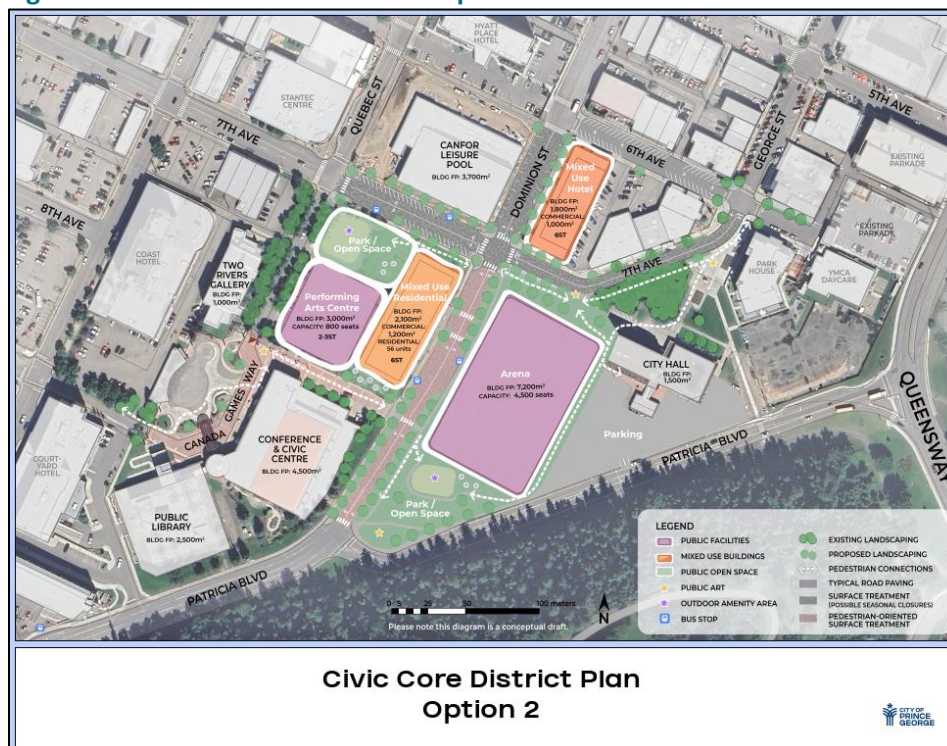 HYATT
PLACE
HOTEL
STANTEC
CENTRE
QUEBEC ST
7TH AVE
CANFOR
LEISURE
POOL
BLDG FP: 3,700m²
DOMINION ST
Mixed
Use
Hotel
BLDG FP:
1,800m²
COMMERCIAL:
1,000m²
6ST
6TH AVE
GEORGE ST
5TH AVE
EXISTING
PARKADE
EXISTING
PARKADE
8TH AVE
COAST
HOTEL
TWO
RIVERS
GALLERY
BLDG FP:
1,000m²
Park /
Open Space
Performing
Arts Centre
BLDG FP: 3,000m²
CAPACITY: 800 seats
2-3ST
Mixed Use
Residential
BLDG FP:
2,100m²
COMMERCIAL:
1,200m²
RESIDENTIAL:
56 units
6ST
7TH AVE
PARK
HOUSE
YMCA
DAYCARE
Arena
BLDG FP: 7,200m²
CAPACITY: 4,500 seats
CITY HALL
BLDG FP:
1,500m²
Parking
QUEENSWAY
PATRICIA BLVD
CANADA GAMES WAY
CONFERENCE
& CIVIC
CENTRE
BLDG FP: 4,500m²
COURT-
YARD
HOTEL
PUBLIC
LIBRARY
BLDG FP: 2,500m²
Park /
Open Space
PATRICIA BLVD
LEGEND
PUBLIC FACILITIES
MIXED USE BUILDINGS
PUBLIC OPEN SPACE
PUBLIC ART
OUTDOOR AMENITY AREA
BUS STOP
EXISTING LANDSCAPING
PROPOSED LANDSCAPING
PEDESTRIAN CONNECTIONS
TYPICAL ROAD PAVING
SURFACE TREATMENT
(POSSIBLE SEASONAL CLOSURES)
PEDESTRIAN-ORIENTED
SURFACE TREATMENT
0 5 25 50 100 meters
N
Please note this diagram is a conceptual draft.
Civic Core District Plan
Option 2
CITY OF
PRINCE
GEORGE